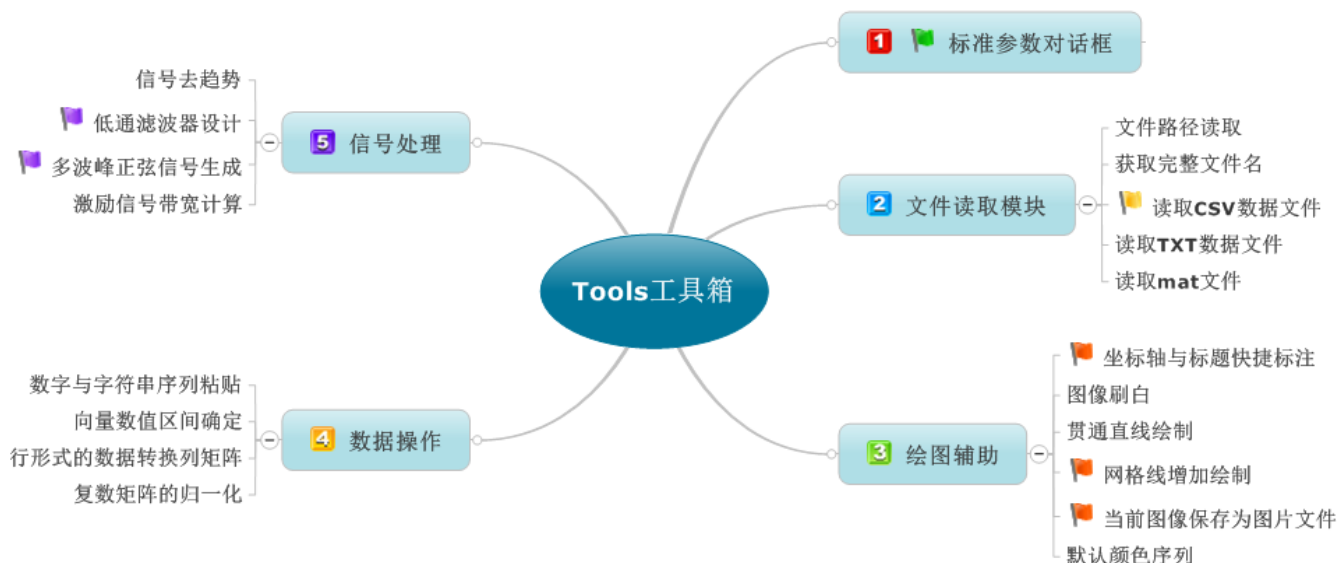 Tools工具箱
1 标准参数对话框
2 文件读取模块
文件路径读取
获取完整文件名
读取CSV数据文件
读取TXT数据文件
读取mat文件
3 绘图辅助
坐标轴与标题快捷标注
图像刷白
贯通直线绘制
网格线增加绘制
当前图像保存为图片文件
默认颜色序列
4 数据操作
数字与字符串序列粘贴
向量数值区间确定
行形式的数据转换列矩阵
复数矩阵的归一化
5 信号处理
信号去趋势
低通滤波器设计
多波峰正弦信号生成
激励信号带宽计算